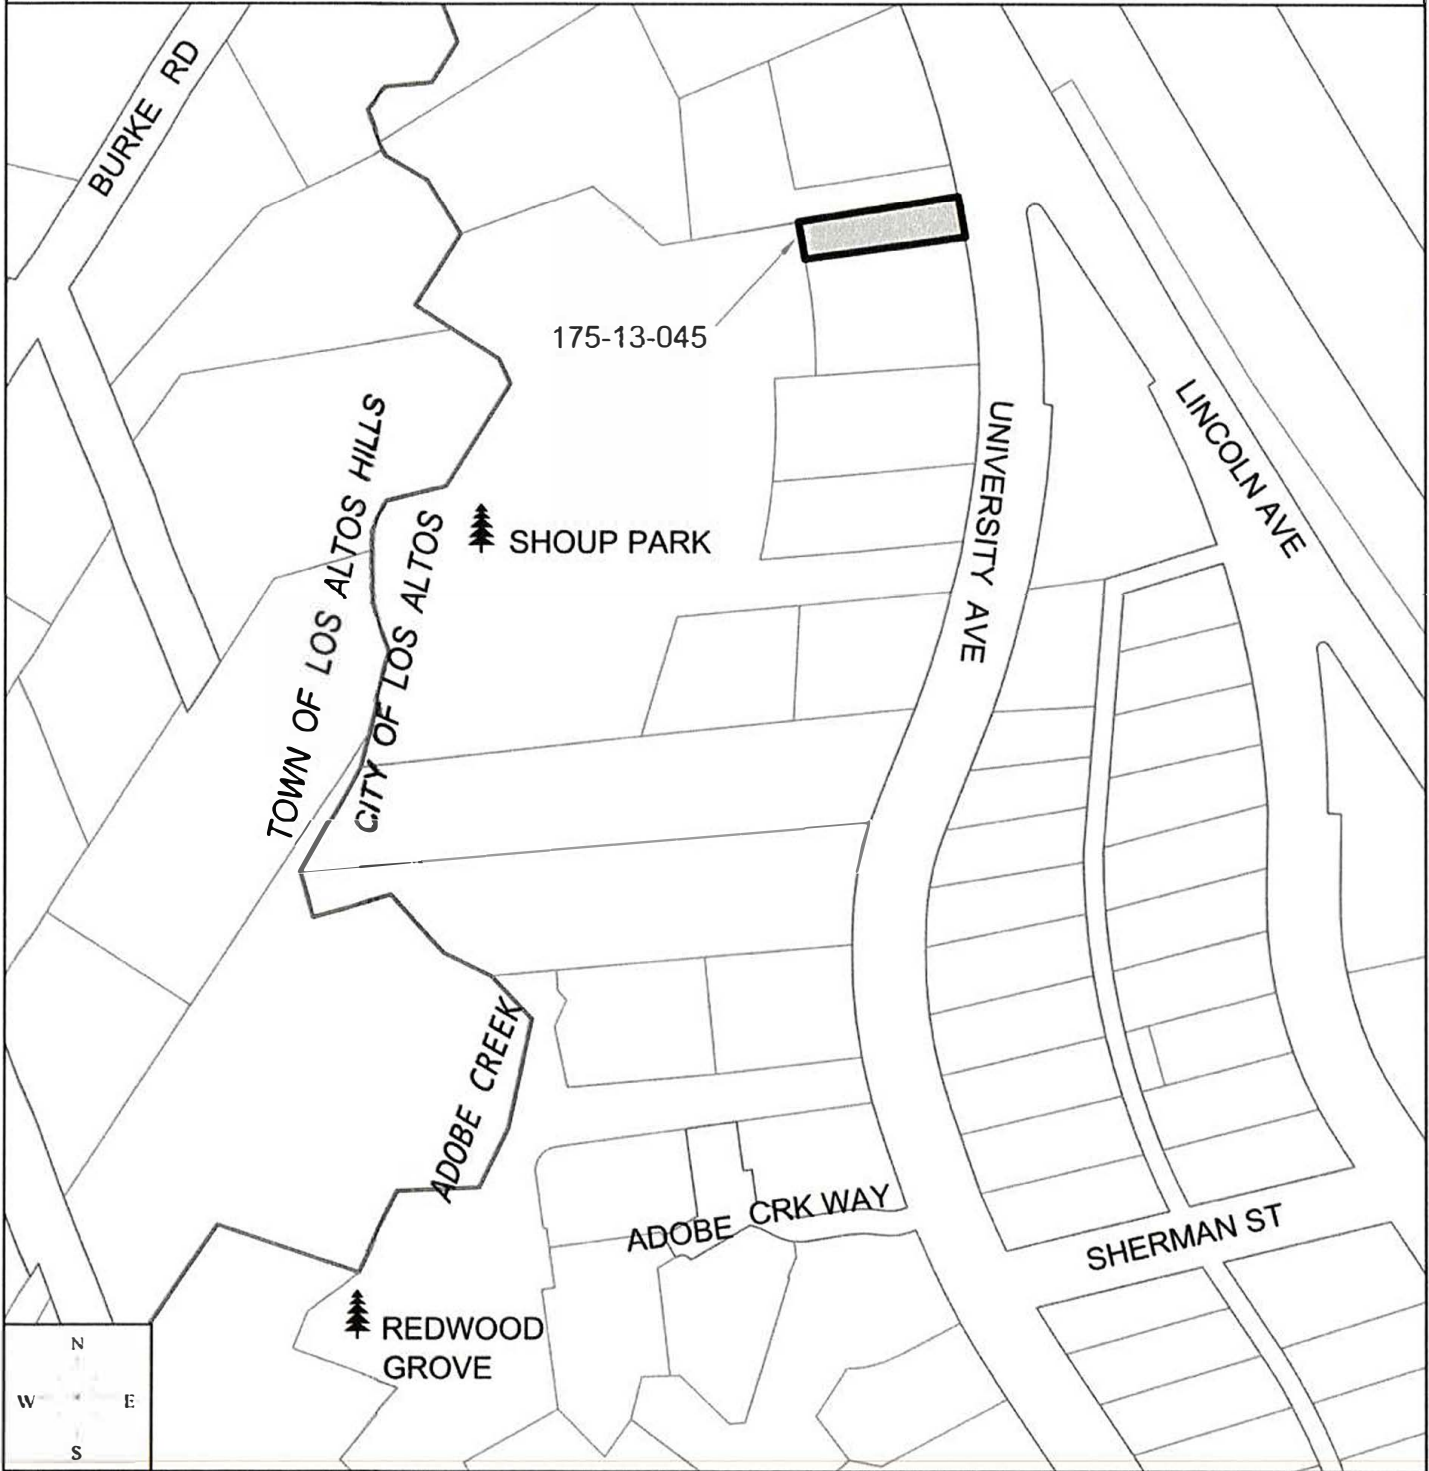 BURKE RD
175-13-045
LINCOLN AVE
UNIVERSITY AVE
TOWN OF LOS ALTOS HILLS
CITY OF LOS ALTOS
SHOUP PARK
ADOBE CREEK
ADOBE CRK WAY
SHERMAN ST
REDWOOD
GROVE
N
W E
S